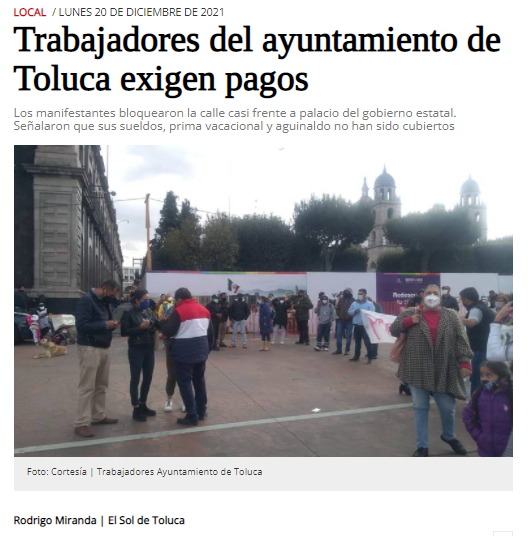 LOCAL / LUNES 20 DE DICIEMBRE DE 2021
Trabajadores del ayuntamiento de
Toluca exigen pagos
Los manifestantes bloquearon la calle casi frente a palacio del gobierno estatal.
Señalaron que sus sueldos, prima vacacional y aguinaldo no han sido cubiertos
Foto: Cortesía | Trabajadores Ayuntamiento de Toluca
Rodrigo Miranda | El Sol de Toluca